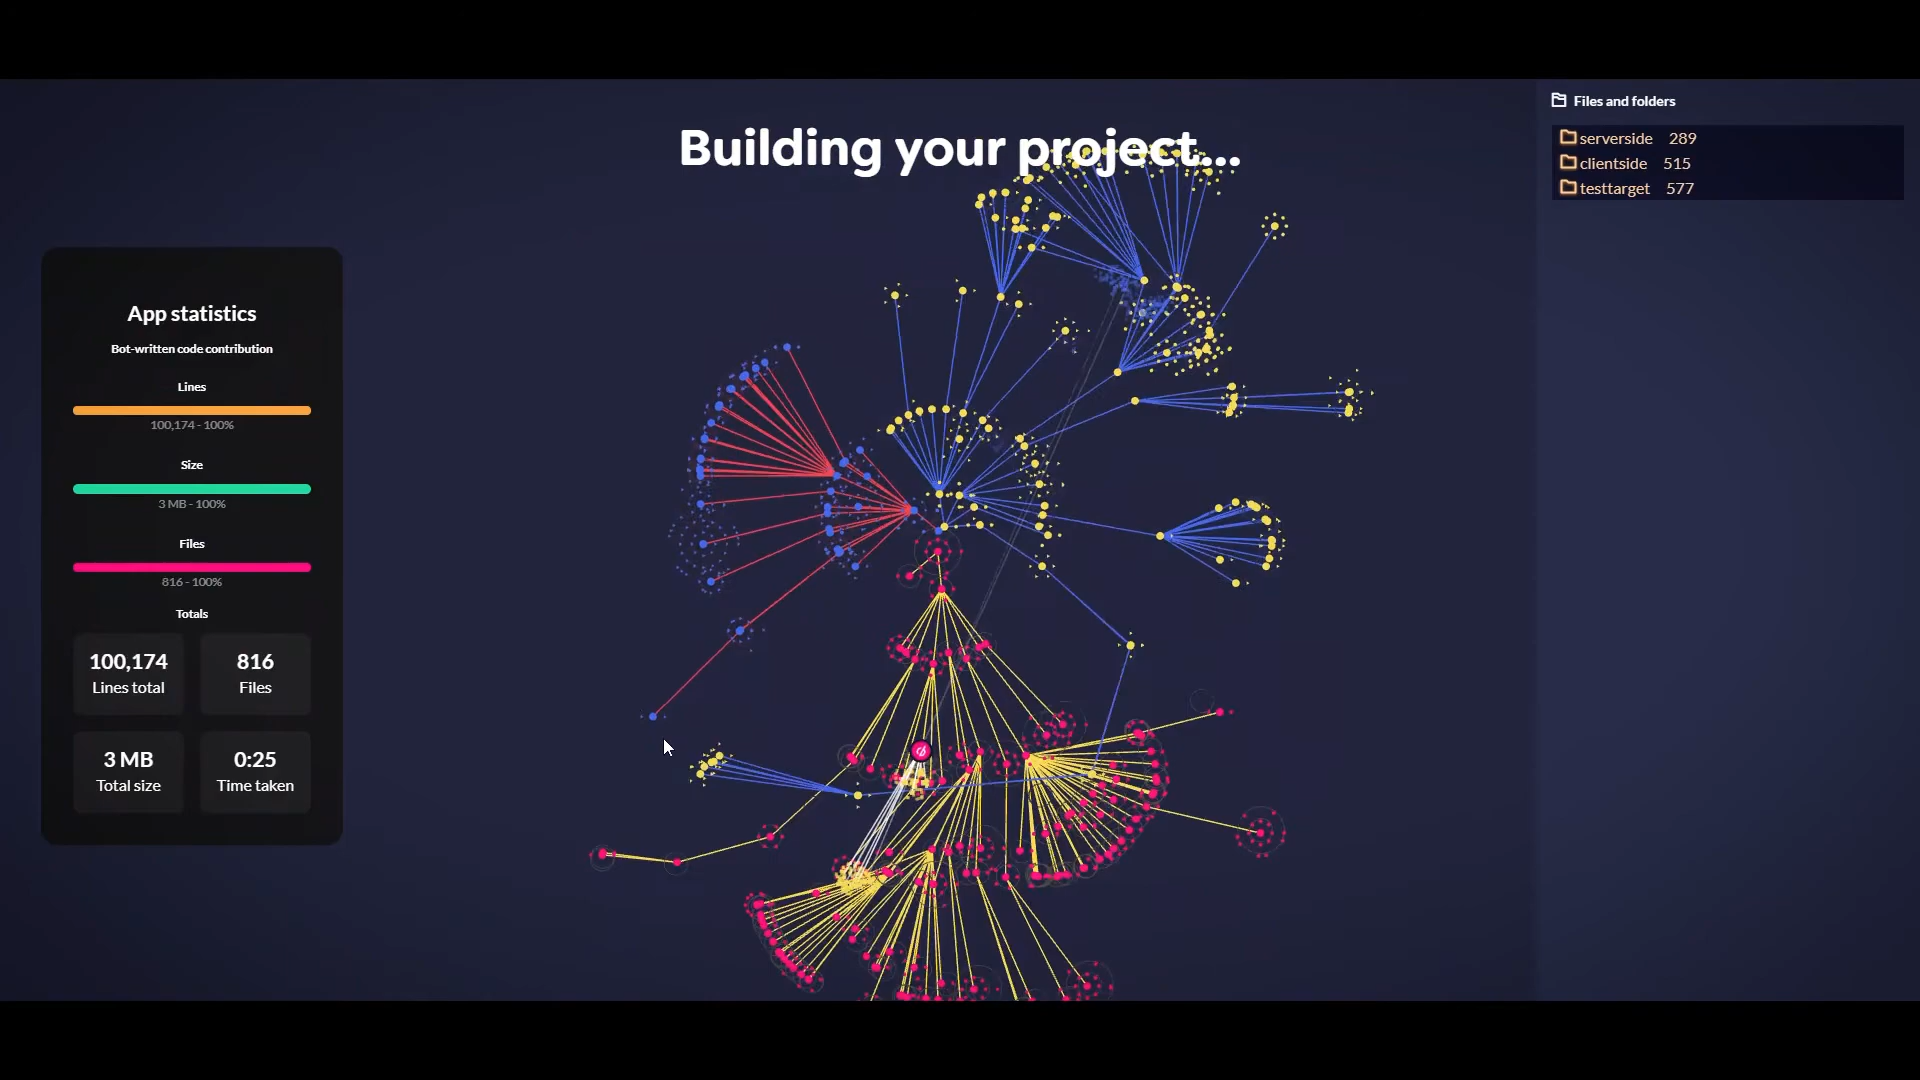 Building your project...
App statistics
Bot-written code contribution
Lines
100,174 - 100%
Size
3 MB - 100%
Files
816 - 100%
Totals
100,174
Lines total
816
Files
3 MB
Total size
0:25
Time taken
Files and folders
serverside 289
clientside 515
testtarget 577